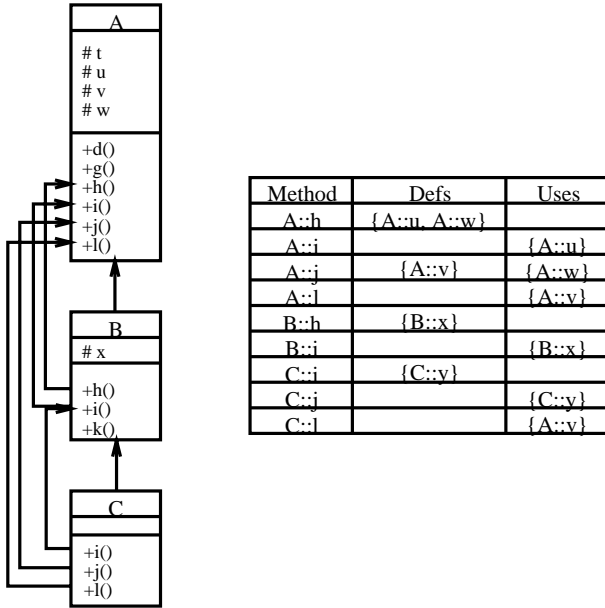 A
# t
# u
# v
# w
+d()
+g()
+h()
+i()
+j()
+l()
B
# x
+h()
+i()
+k()
C
+i()
+j()
+l()
Method Defs Uses
A::h {A::u, A::w}
A::i {A::u}
A::j {A::v} {A::w}
A::l {A::v}
B::h {B::x}
B::i {B::x}
C::i {C::y}
C::j {C::y}
C::l {A::v}